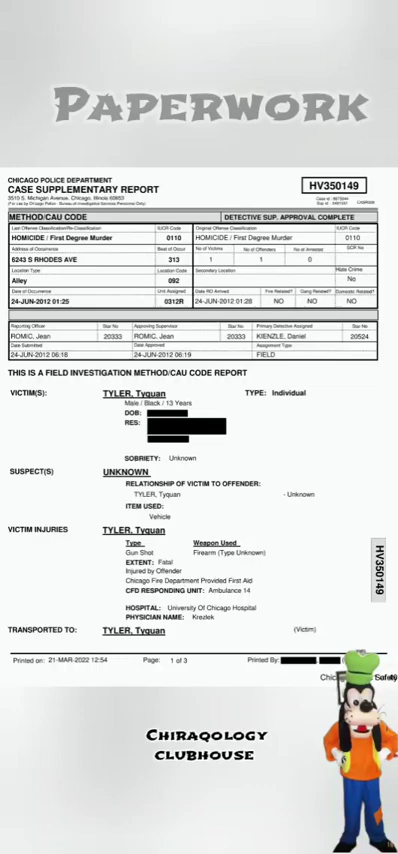 PAPERWORK
CHICAGO POLICE DEPARTMENT
CASE SUPPLEMENTARY REPORT
3510 S. Michigan Avenue, Chicago, Illinois 60653
(For use by Chicago Police - Bureau of Investigative Services Personnel Only)
HV350149
METHOD/CAU CODE DETECTIVE SUP. APPROVAL COMPLETE
Last Offense Classification/Re-Classification IUCR Code Original Offense Classification IUCR Code
HOMICIDE / First Degree Murder 0110 HOMICIDE / First Degree Murder 0110
Address of Occurrence Beat of Occur No of Victims No of Offenders No of Arrested SCR No
6243 S RHODES AVE 313 1 1 0
Location Type Location Code Secondary Location Hate Crime
Alley 092 No
Date of Occurrence Unit Assigned Date RO Arrived Fire Related? Gang Related? Domestic Related?
24-JUN-2012 01:25 0312R 24-JUN-2012 01:28 NO NO NO
Reporting Officer Star No Approving Supervisor Star No Primary Detective Assigned Star No
ROMIC, Jean 20333 ROMIC, Jean 20333 KIENZLE, Daniel 20524
Date Submitted Date Approved Assignment Type
24-JUN-2012 06:18 24-JUN-2012 06:19 FIELD
THIS IS A FIELD INVESTIGATION METHOD/CAU CODE REPORT
VICTIM(S): TYLER, Tyquan TYPE: Individual
Male / Black / 13 Years
DOB:
RES:
SOBRIETY: Unknown
SUSPECT(S) UNKNOWN
RELATIONSHIP OF VICTIM TO OFFENDER:
TYLER, Tyquan - Unknown
ITEM USED:
Vehicle
VICTIM INJURIES TYLER, Tyquan
Type Weapon Used
Gun Shot Firearm (Type Unknown)
EXTENT: Fatal
Injured by Offender
Chicago Fire Department Provided First Aid
CFD RESPONDING UNIT: Ambulance 14
HV350149
HOSPITAL: University Of Chicago Hospital
PHYSICIAN NAME: Krezlek
TRANSPORTED TO: TYLER, Tyquan (Victim)
Printed on: 21-MAR-2022 12:54 Page: 1 of 3 Printed By:
CHIRAQOLOGY
CLUBHOUSE